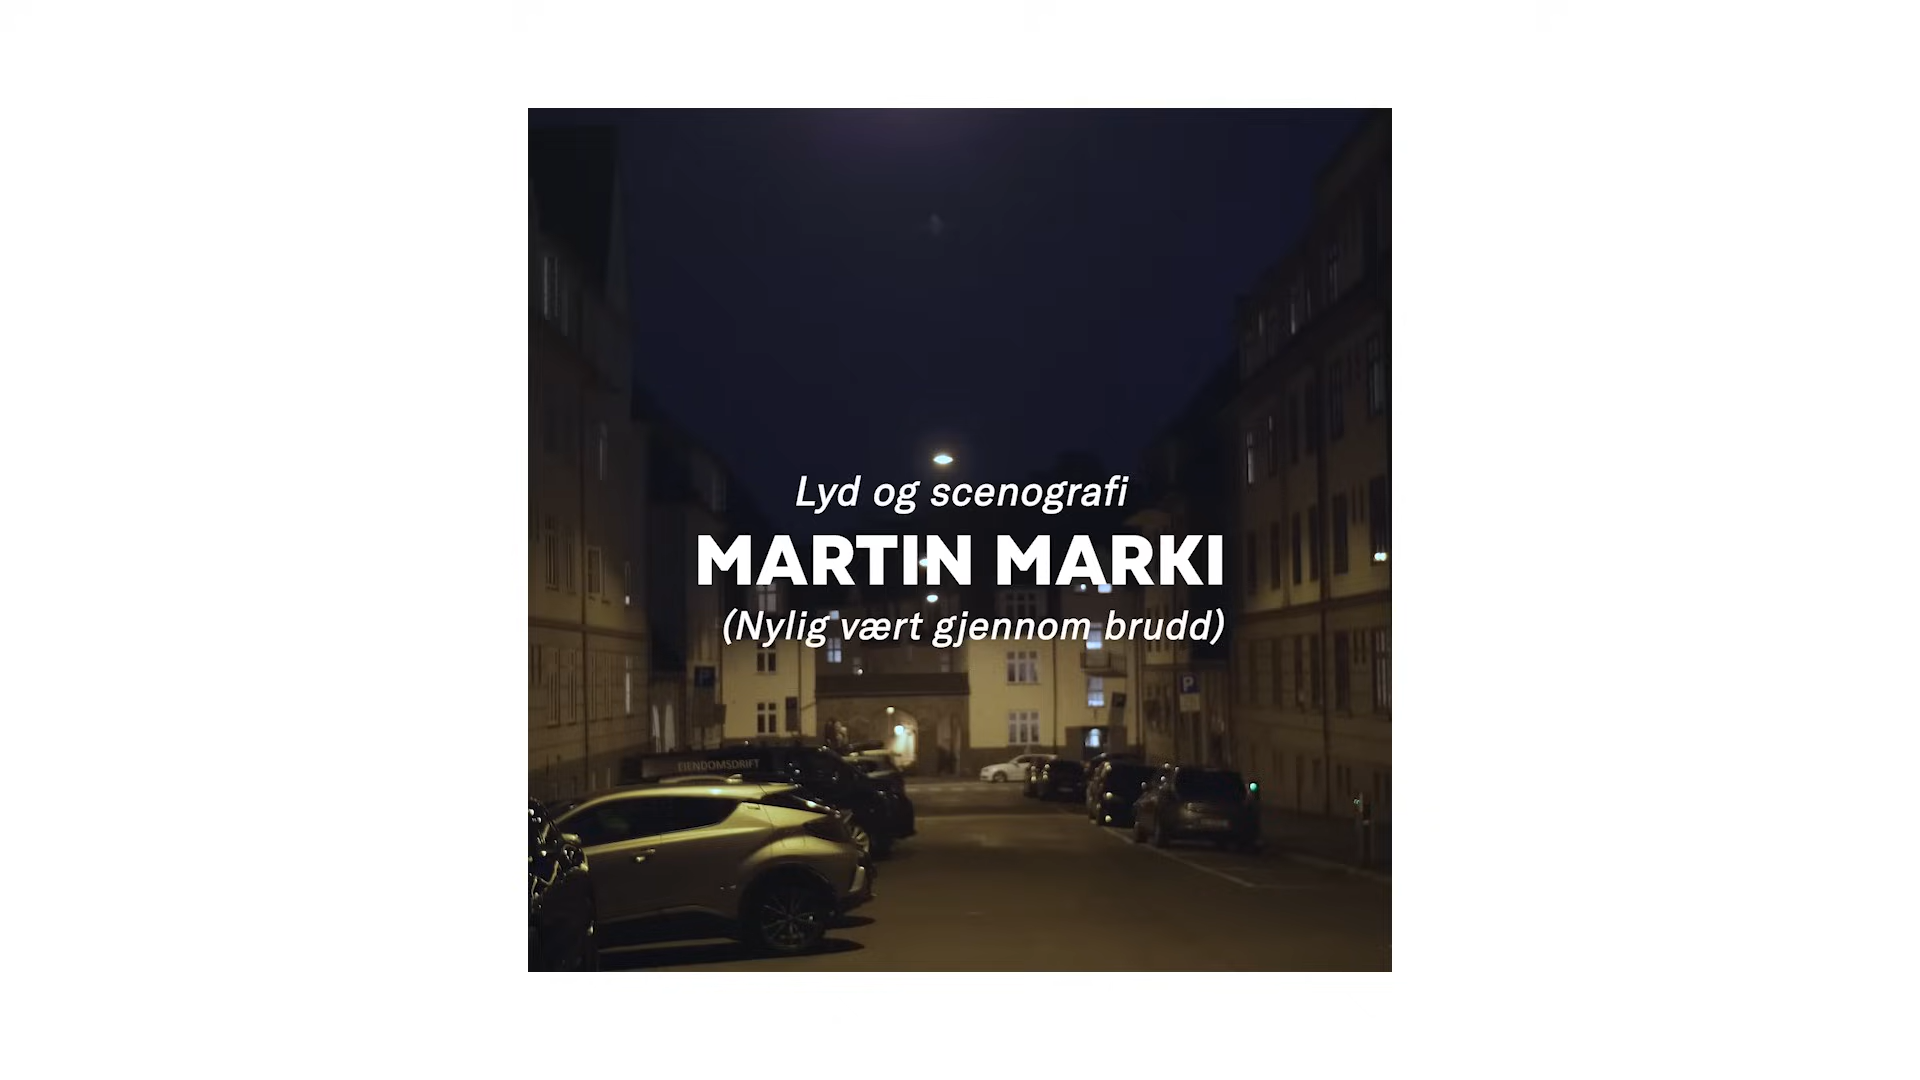 Lyd og scenografi
MARTIN MARKI
(Nylig vært gjennom brudd)
EIENDOMSDRIFT
P
P